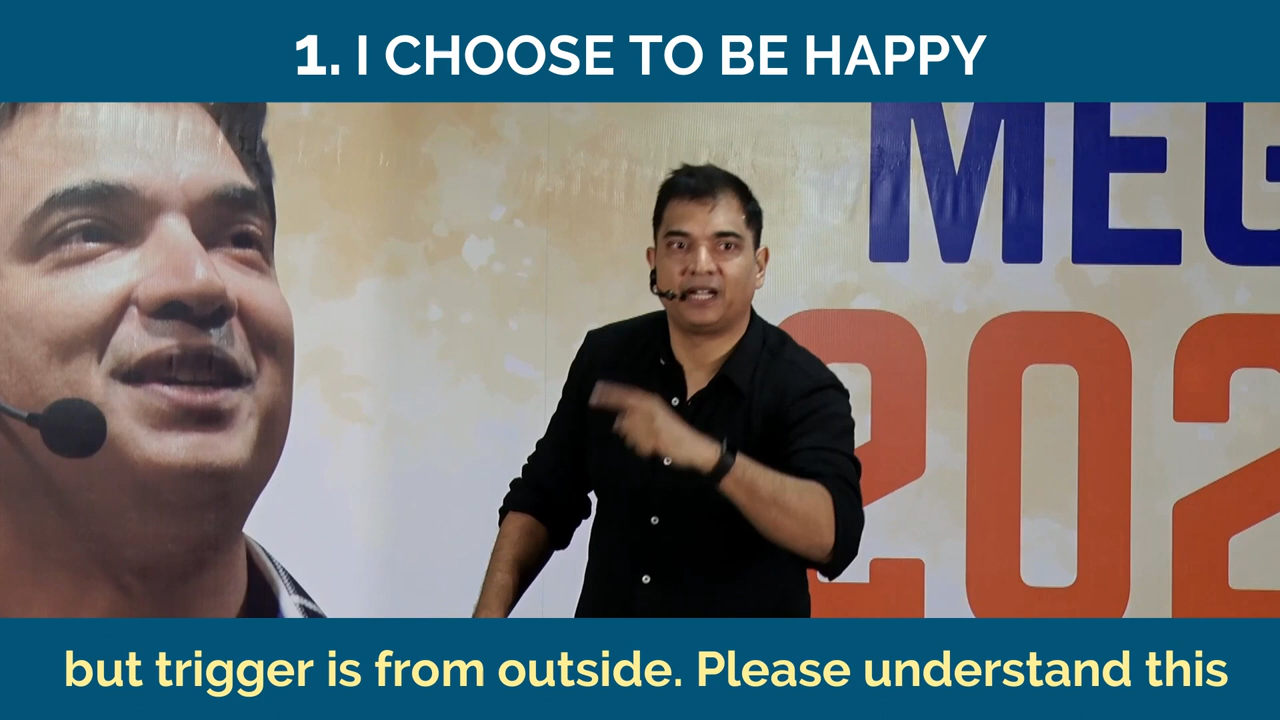 1. I CHOOSE TO BE HAPPY
MEG
202
but trigger is from outside. Please understand this